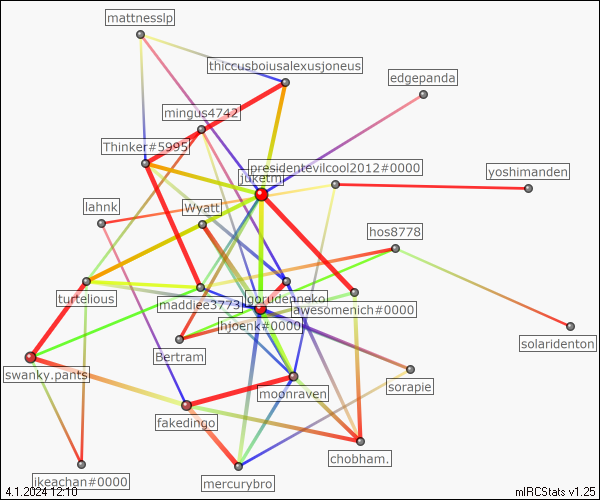 mattnesslp
thiccusboiusalexusjoneus
edgepanda
mingus4742
Thinker#5995
presidentevilcool2012#0000
yoshimanden
juketm
lahnk
Wyatt
hos8778
turtelious
maddiee3773
gorudenneko
awesomenich#0000
hjoenk#0000
solaridenton
Bertram
swanky.pants
sorapie
moonraven
fakedingo
chobham.
ikeachan#0000
mercurybro
4.1.2024 12:10
mIRCStats v1.25